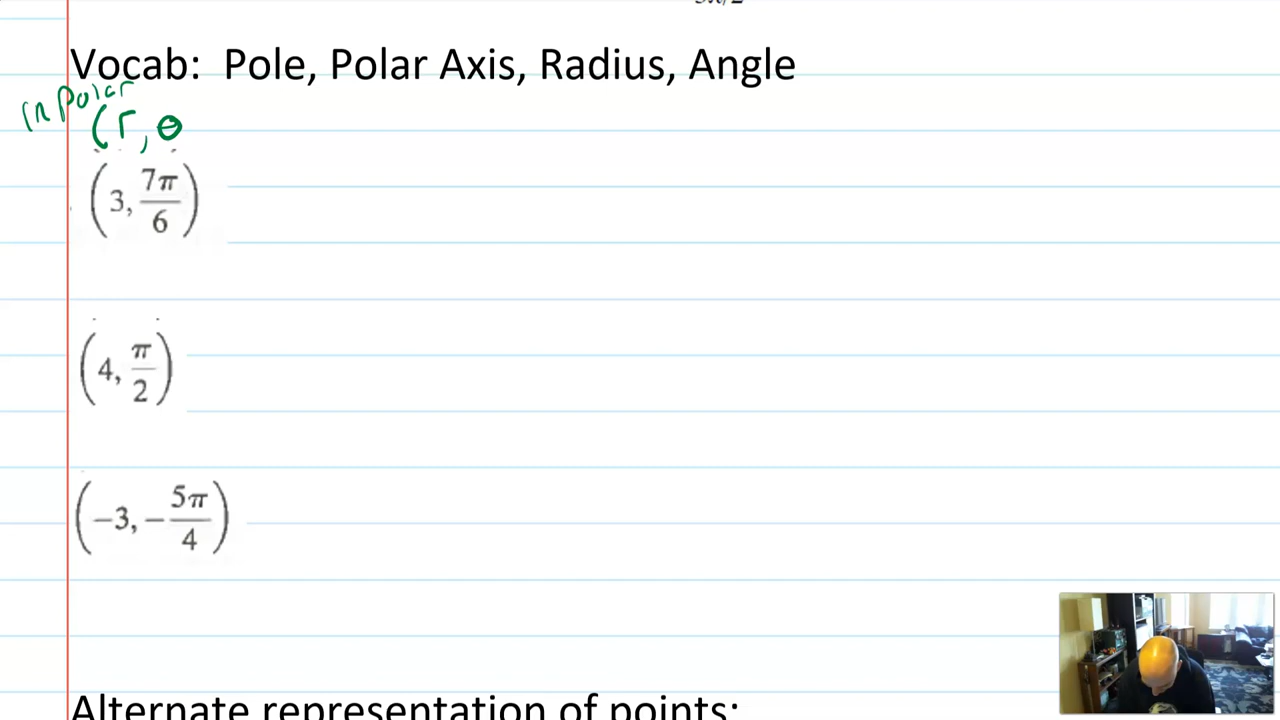 Vocab: Pole, Polar Axis, Radius, Angle
in polar
(r, θ
(3, 7π/6)
(4, π/2)
(-3, -5π/4)
Alternate representation of points: